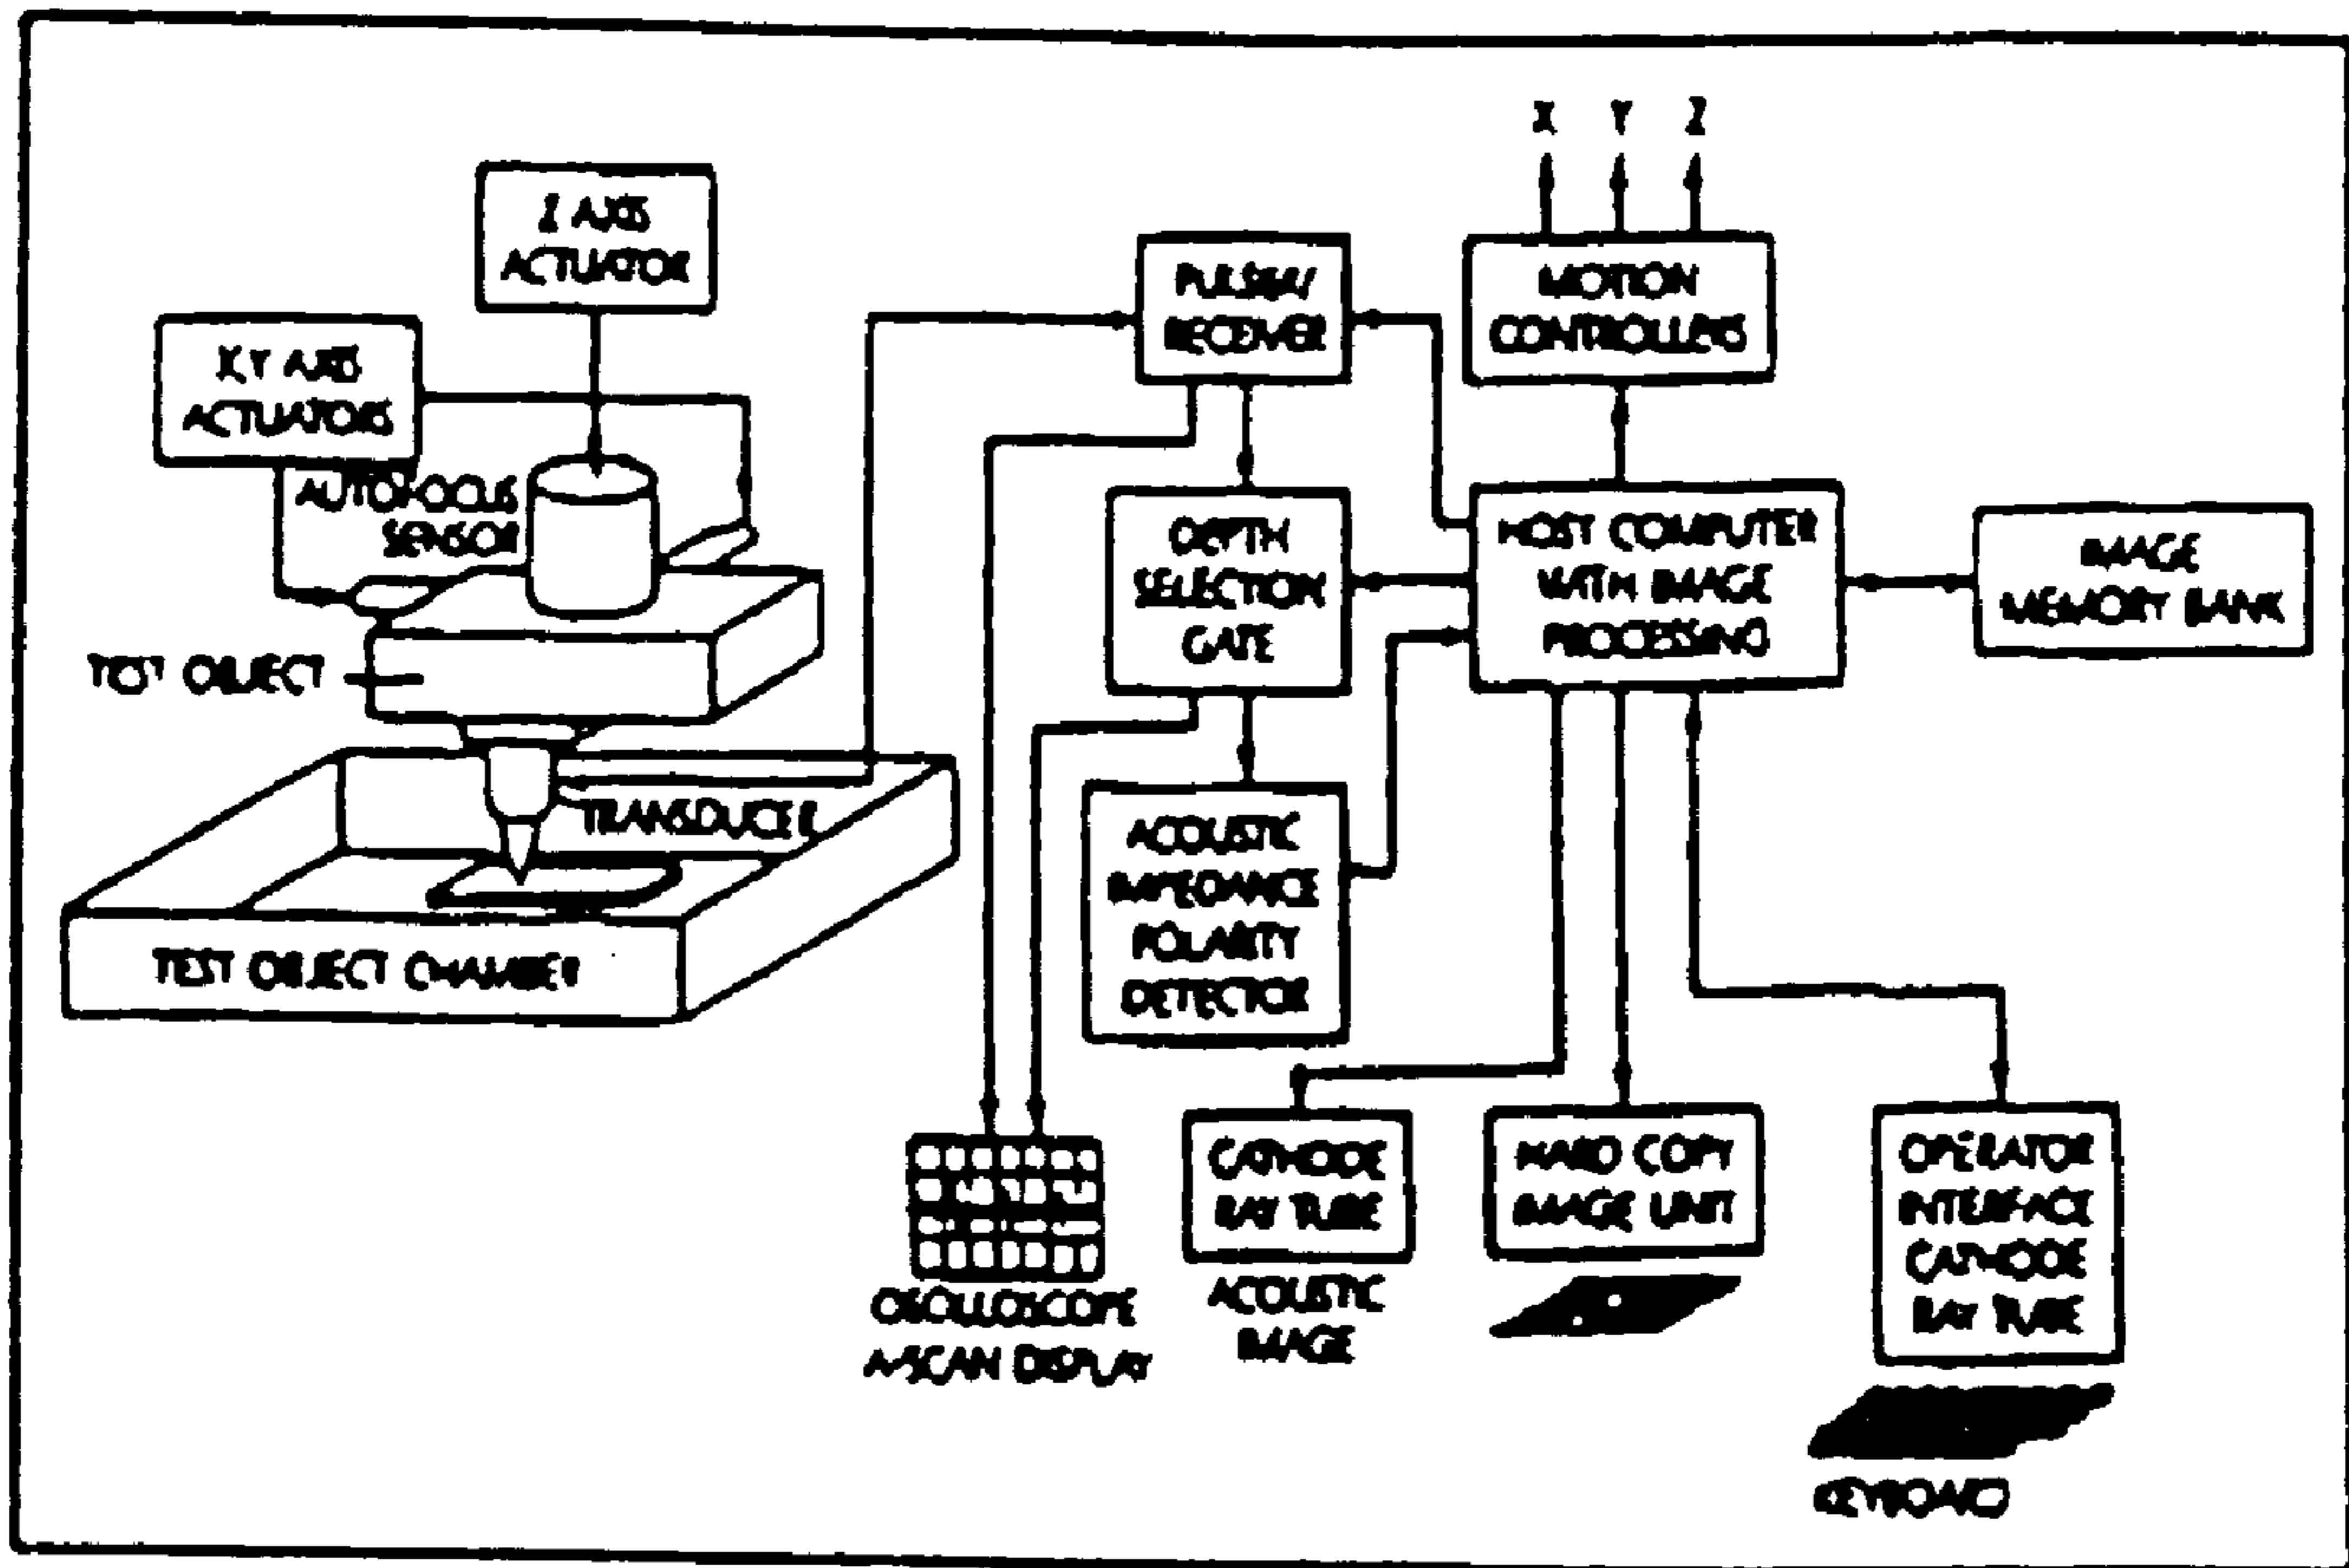 X Y Z
Z AXIS
ACTUATOR
X Y AXIS
ACTUATORS
AUTOFOCUS
SENSOR
TEST OBJECT
TRANSDUCER
TEST OBJECT CHAMBER
PULSER/
RECEIVER
MOTION
CONTROLLERS
DEPTH
SELECTION
GATE
HOST COMPUTER
WITH IMAGE
PROCESSING
IMAGE
MEMORY BANK
ACOUSTIC
IMPEDANCE
POLARITY
DETECTOR
OSCILLOSCOPE
A-SCAN DISPLAY
CATHODE
RAY TUBE
ACOUSTIC
IMAGE
HARD COPY
IMAGE UNIT
OPERATOR
INTERFACE
CATHODE
RAY TUBE
KEYBOARD